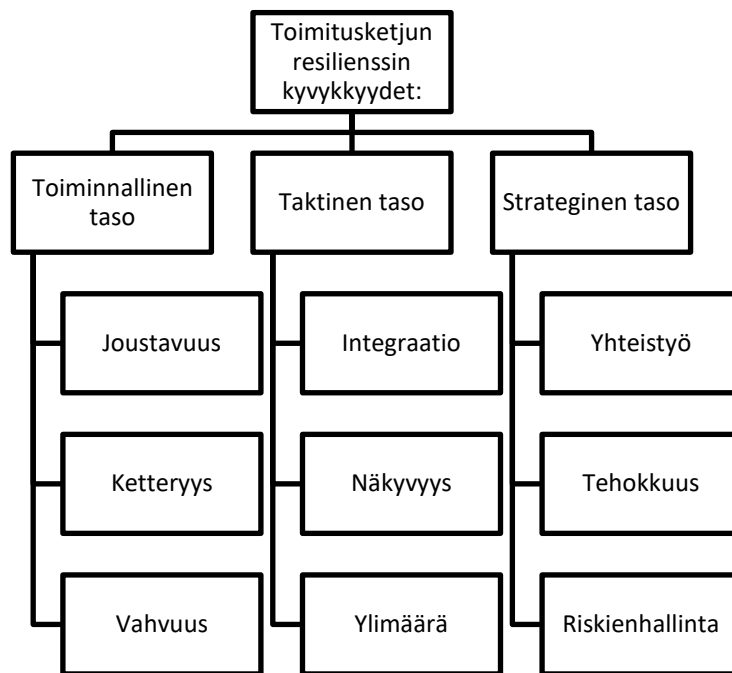 Toimitusketjun
resilienssin
kyvykkyydet:
Toiminnallinen
taso
Taktinen taso
Strateginen taso
Joustavuus
Integraatio
Yhteistyö
Ketteryys
Näkyvyys
Tehokkuus
Vahvuus
Ylimäärä
Riskienhallinta